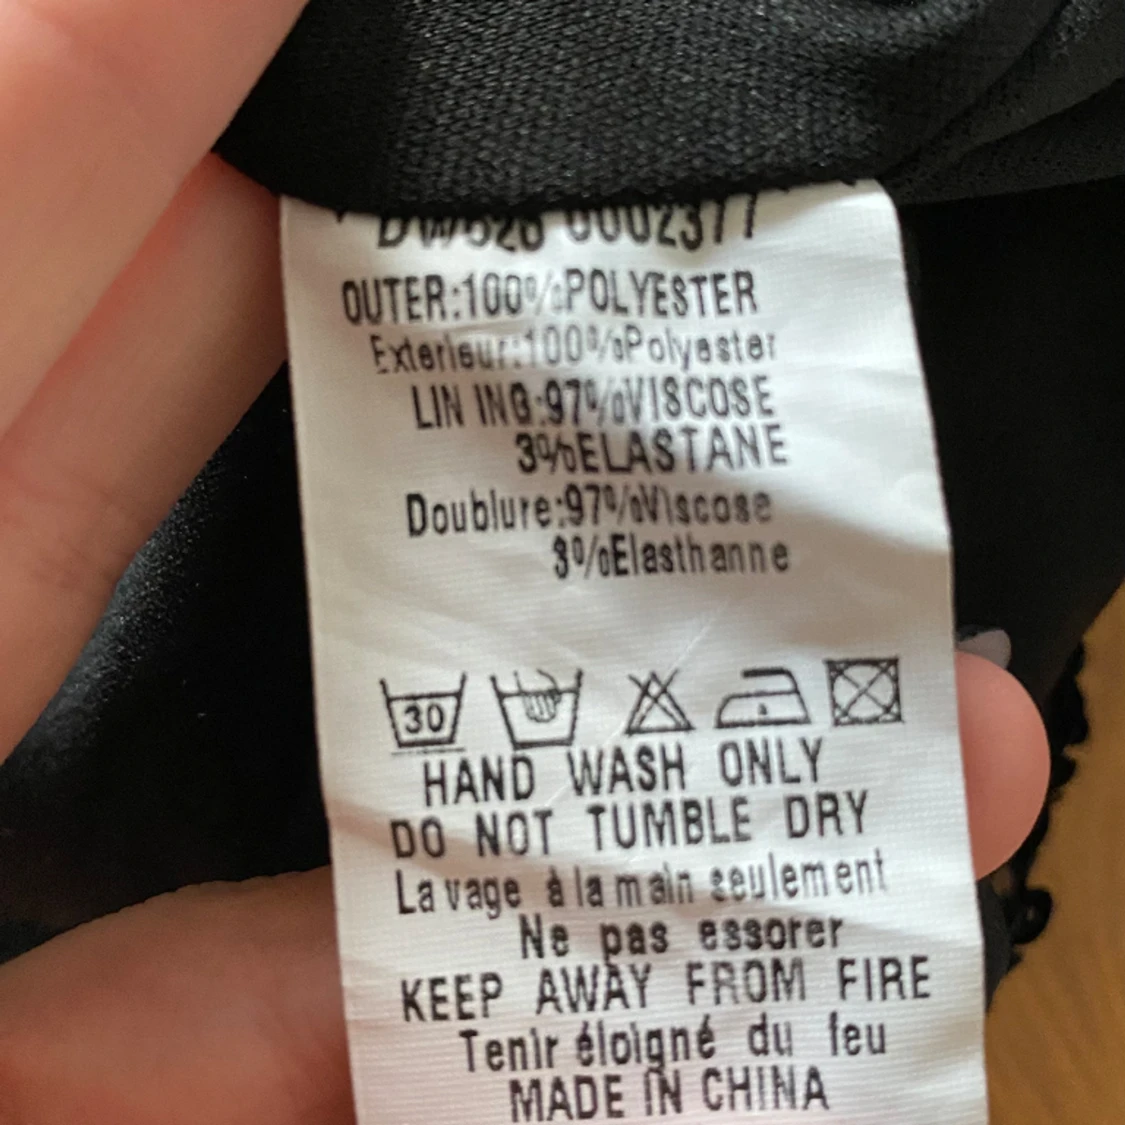 OUTER:100%POLYESTER
Exterieur:100%Polyester
LINING:97%VISCOSE
3%ELASTANE
Doublure:97%Viscose
3%Elasthanne
30
HAND WASH ONLY
DO NOT TUMBLE DRY
Lavage à la main seulement
Ne pas essorer
KEEP AWAY FROM FIRE
Tenir éloigné du feu
MADE IN CHINA